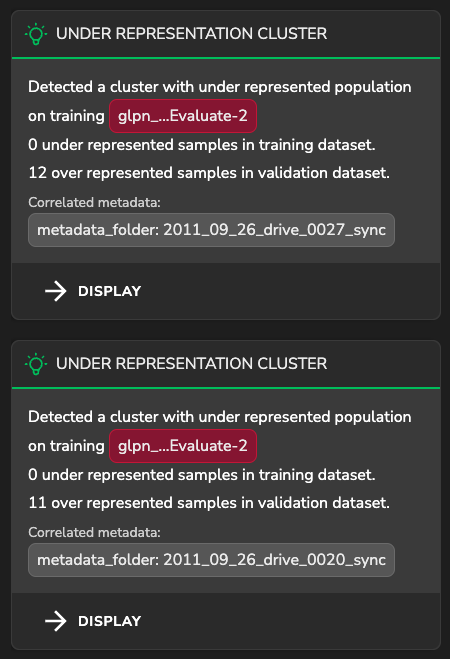 UNDER REPRESENTATION CLUSTER
Detected a cluster with under represented population
on training glpn_...Evaluate-2
0 under represented samples in training dataset.
12 over represented samples in validation dataset.
Correlated metadata:
metadata_folder: 2011_09_26_drive_0027_sync
DISPLAY
UNDER REPRESENTATION CLUSTER
Detected a cluster with under represented population
on training glpn_...Evaluate-2
0 under represented samples in training dataset.
11 over represented samples in validation dataset.
Correlated metadata:
metadata_folder: 2011_09_26_drive_0020_sync
DISPLAY